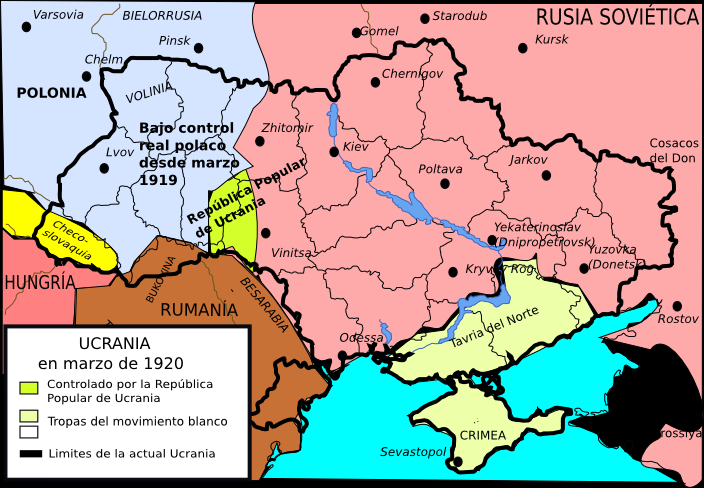 Varsovia
BIELORRUSIA
Starodub
RUSIA SOVIÉTICA
Gomel
Pinsk
Kursk
Chelm
Chernigov
POLONIA
VOLINIA
Bajo control
real polaco
desde marzo
1919
Zhitomir
Kiev
Lvov
Poltava
Jarkov
Cosacos
del Don
República Popular
de Ucrania
Checo-
slovaquia
Vinitsa
Yekaterinoslav
(Dnipropetrovsk)
Yuzovka
(Donetsk)
Kryvyi Rog
HUNGRÍA
BUKOVINA
BESARABIA
RUMANÍA
Tavria del Norte
Rostov
Odessa
UCRANIA
en marzo de 1920
Controlado por la República
Popular de Ucrania
Tropas del movimiento blanco
Limites de la actual Ucrania
CRIMEA
Sevastopol